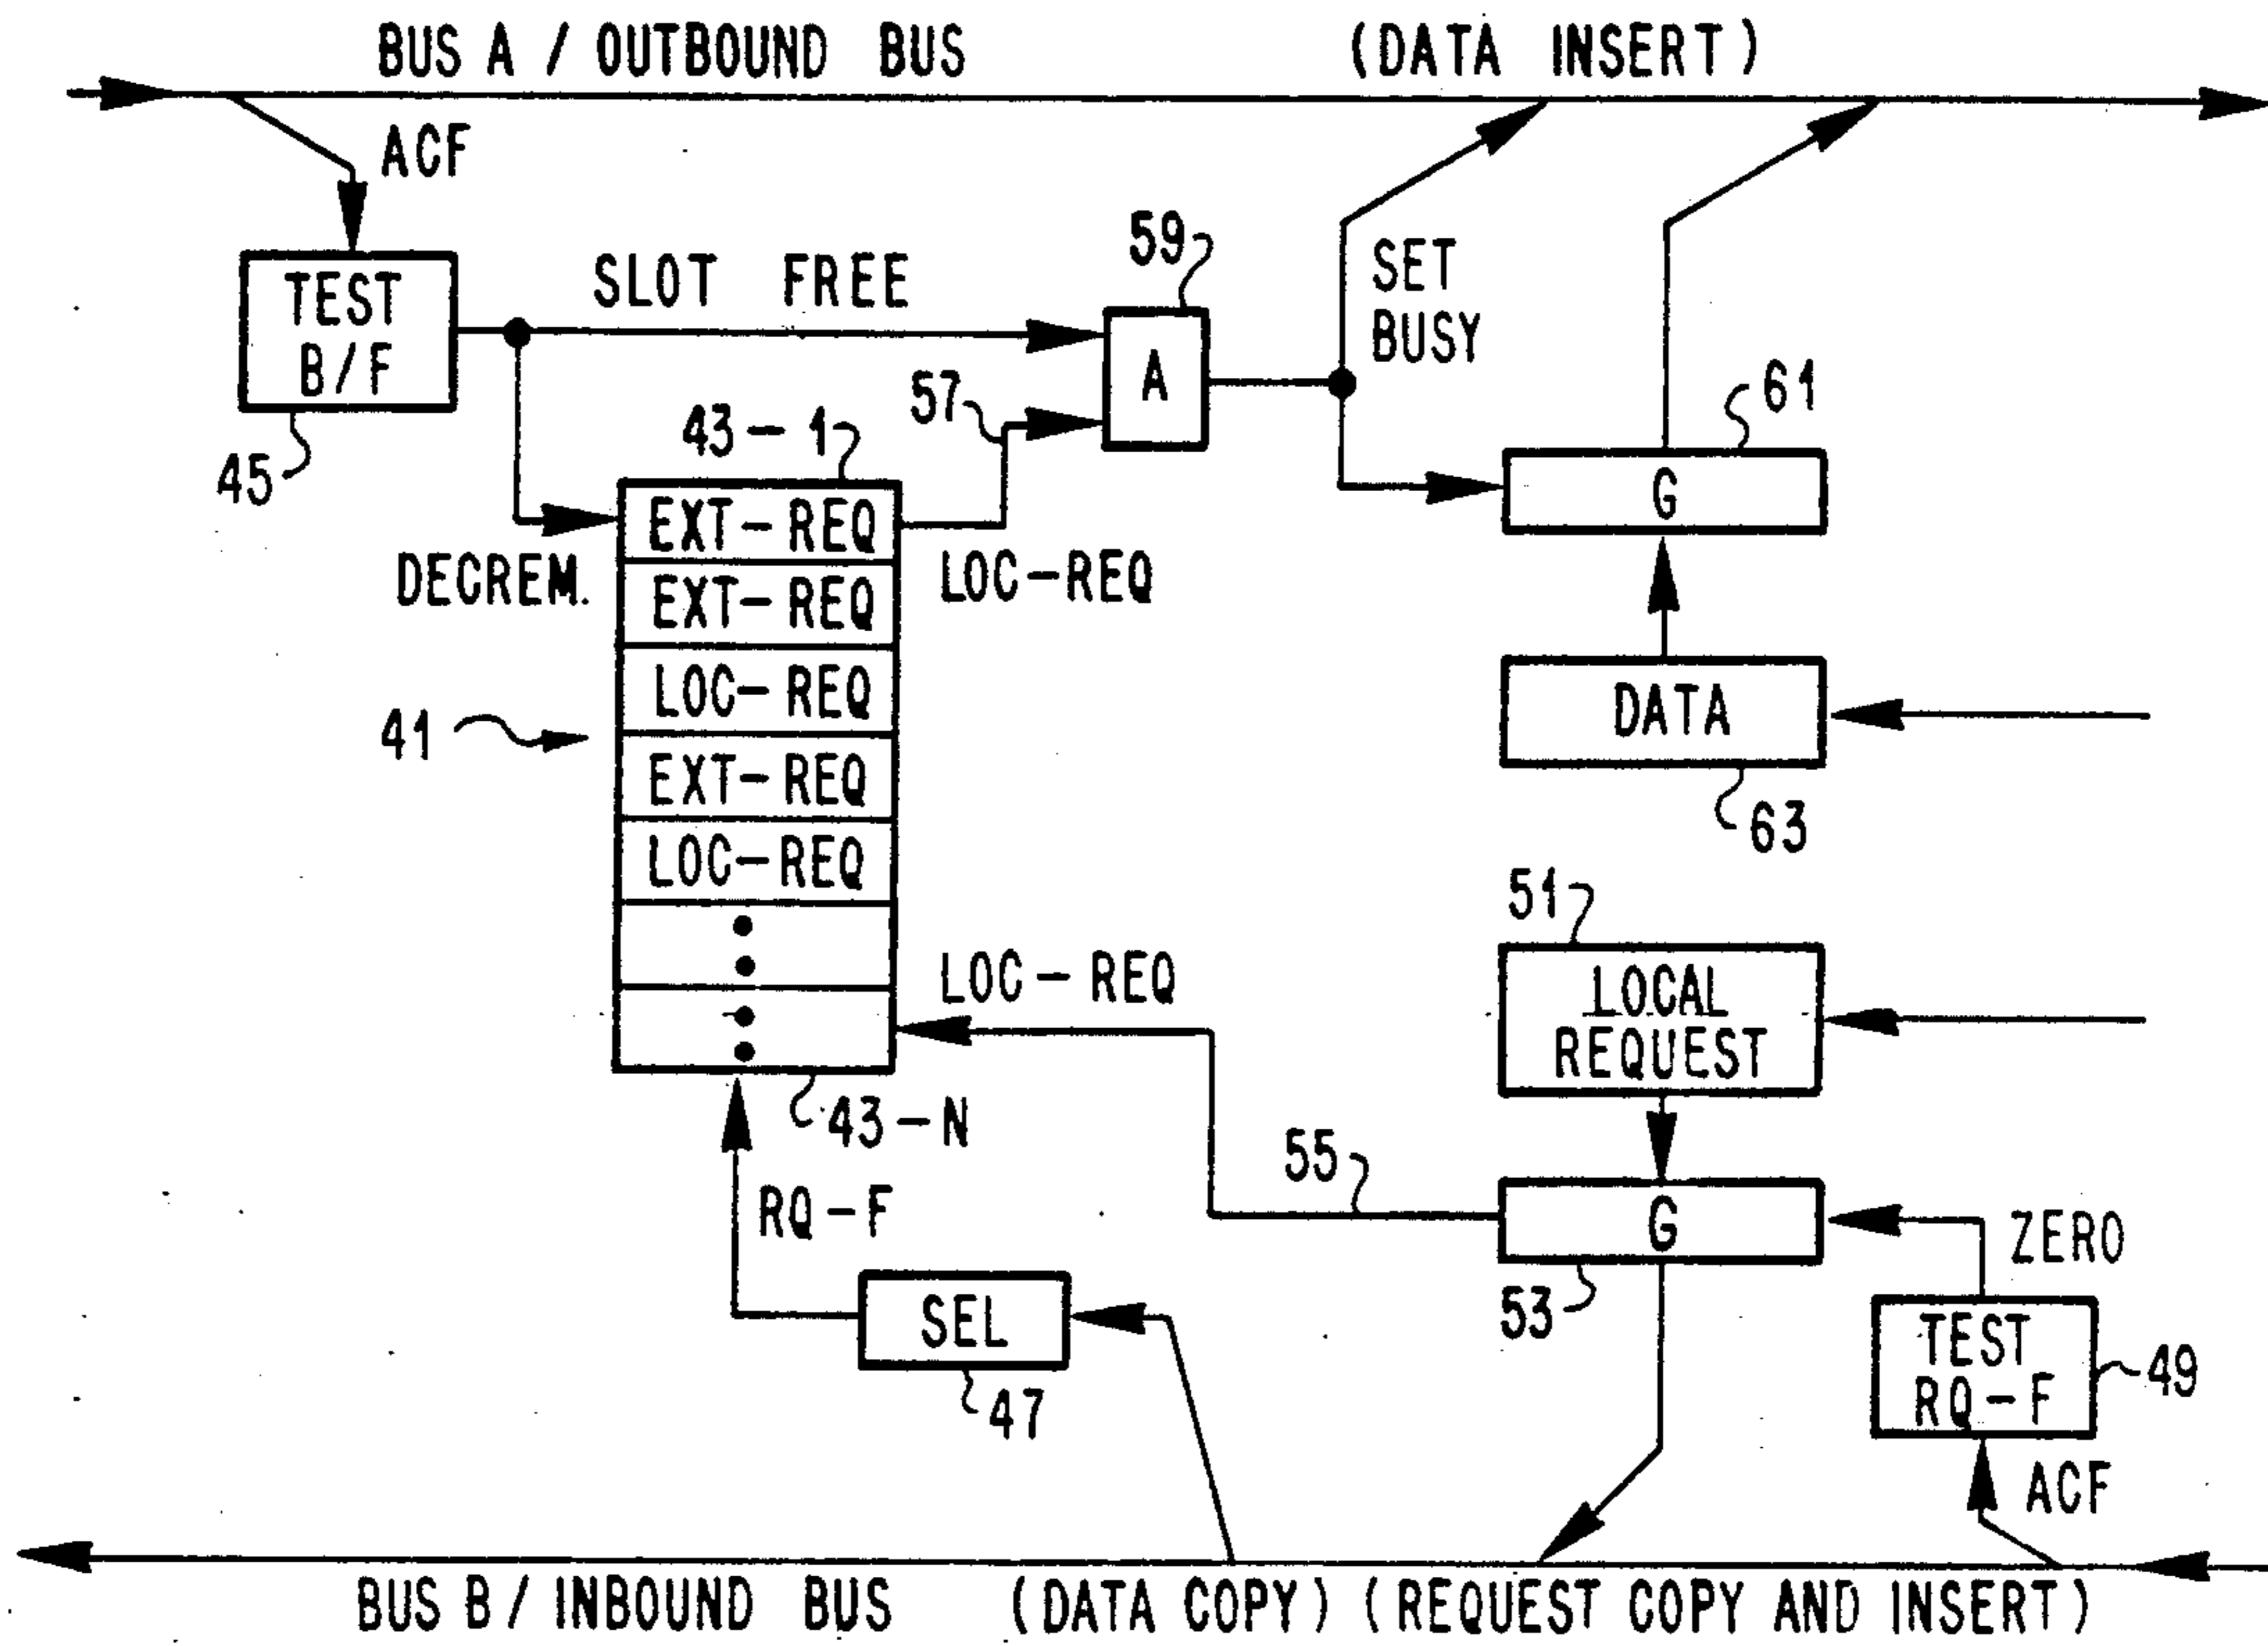 BUS A / OUTBOUND BUS (DATA INSERT)
ACF
59
SLOT FREE
SET
BUSY
TEST
B/F
A
57
61
43-1
45
G
EXT-REQ
DECREM.
LOC-REQ
EXT-REQ
LOC-REQ
DATA
41
EXT-REQ
63
LOC-REQ
51
LOC-REQ
LOCAL
REQUEST
43-N
55
RQ-F
G
ZERO
53
SEL
TEST
RQ-F
49
47
ACF
BUS B / INBOUND BUS (DATA COPY) (REQUEST COPY AND INSERT)